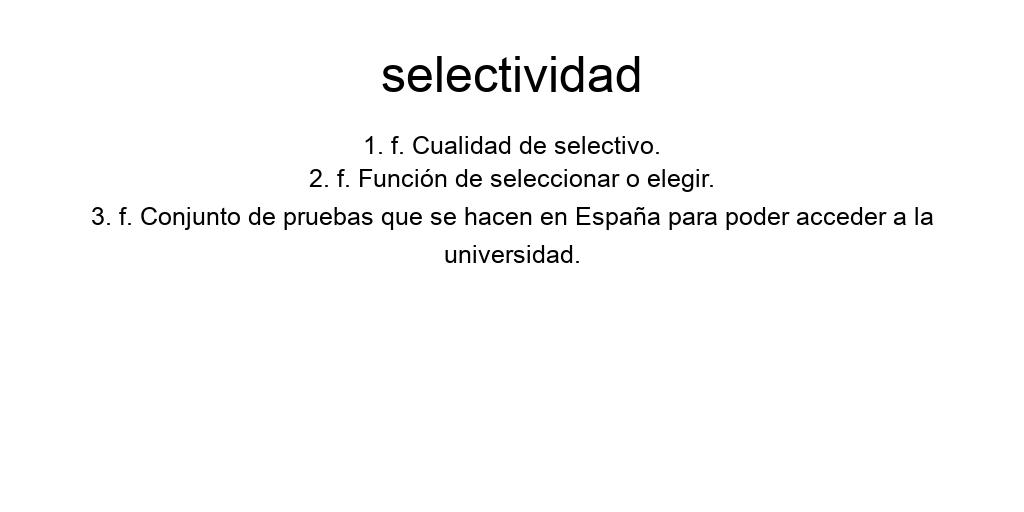 selectividad
1. f. Cualidad de selectivo.
2. f. Función de seleccionar o elegir.
3. f. Conjunto de pruebas que se hacen en España para poder acceder a la
universidad.